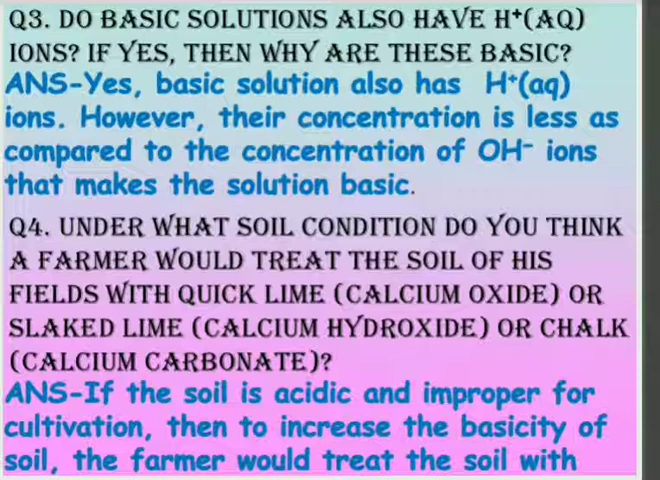 Q3. DO BASIC SOLUTIONS ALSO HAVE H⁺(AQ)
IONS? IF YES, THEN WHY ARE THESE BASIC?
ANS-Yes, basic solution also has H⁺(aq)
ions. However, their concentration is less as
compared to the concentration of OH⁻ ions
that makes the solution basic.
Q4. UNDER WHAT SOIL CONDITION DO YOU THINK
A FARMER WOULD TREAT THE SOIL OF HIS
FIELDS WITH QUICK LIME (CALCIUM OXIDE) OR
SLAKED LIME (CALCIUM HYDROXIDE) OR CHALK
(CALCIUM CARBONATE)?
ANS-If the soil is acidic and improper for
cultivation, then to increase the basicity of
soil, the farmer would treat the soil with